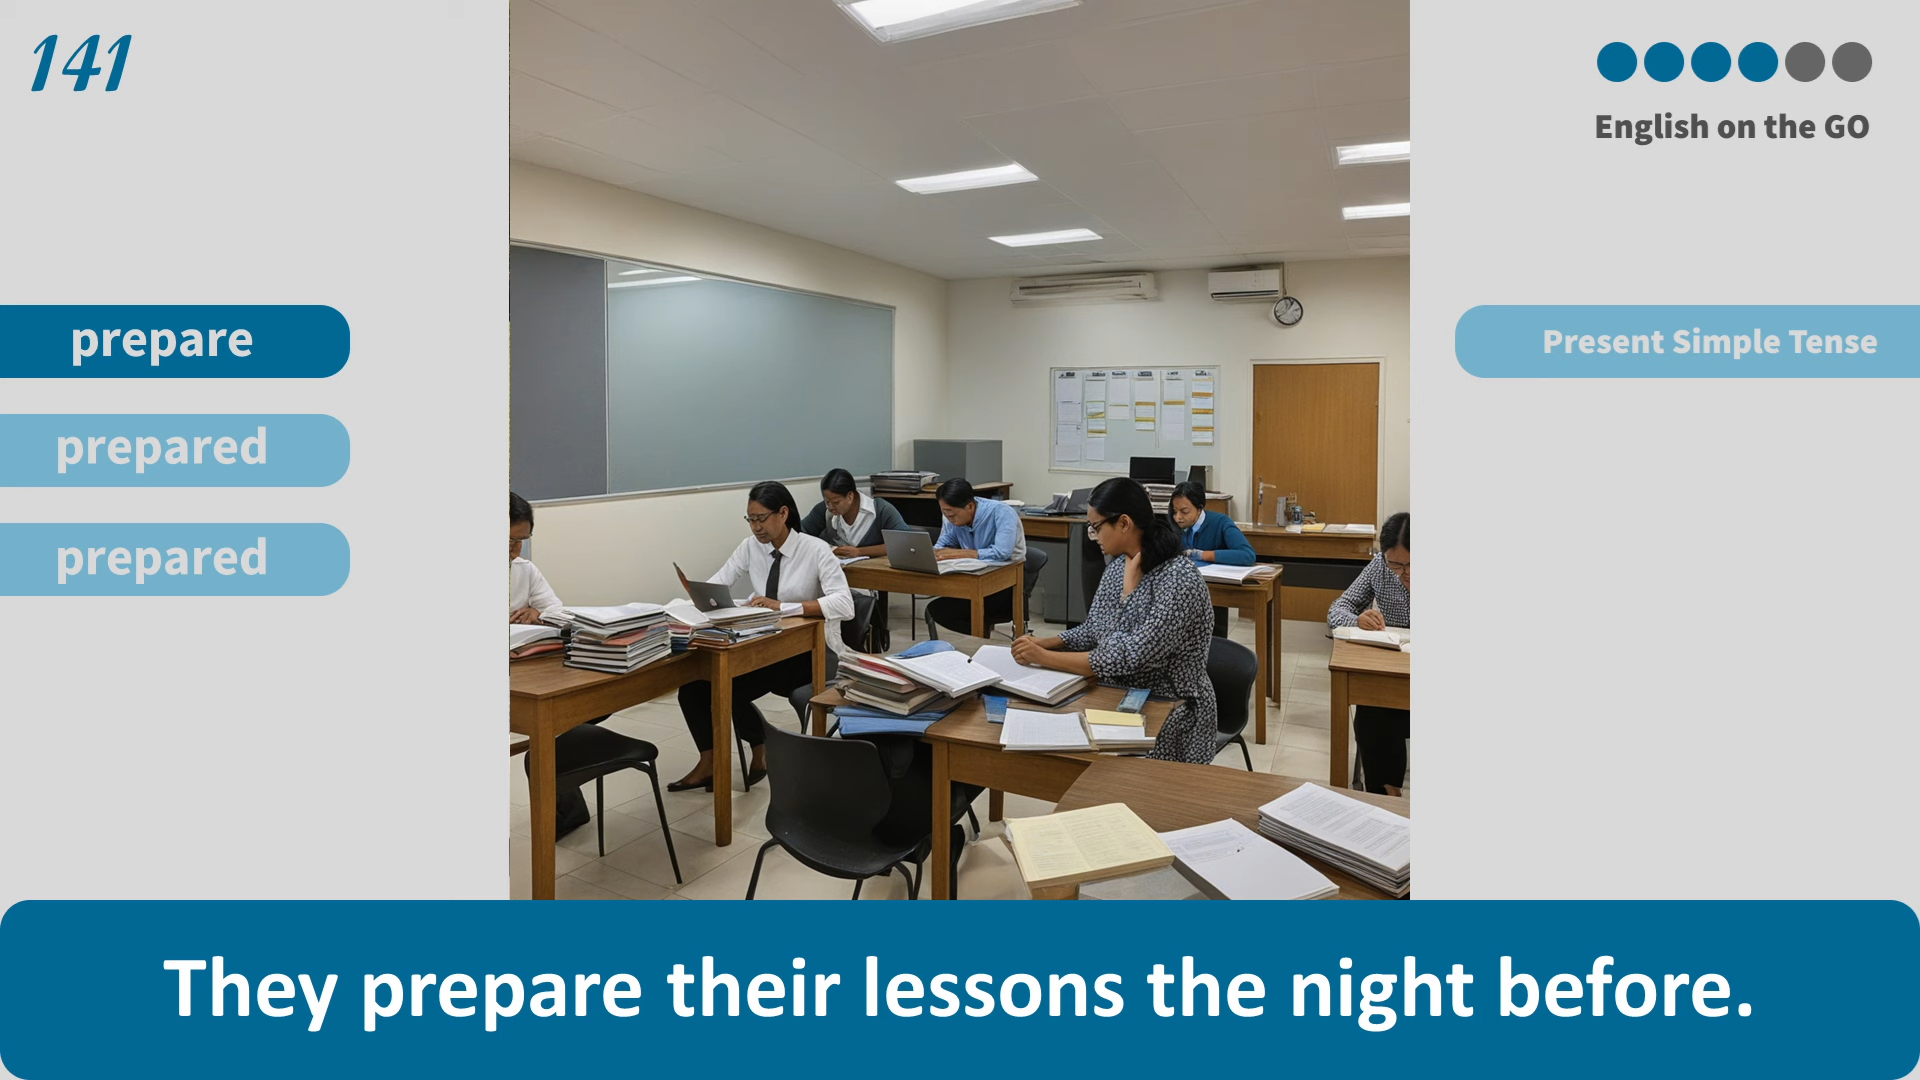 141
English on the GO
prepare
Present Simple Tense
prepared
prepared
They prepare their lessons the night before.